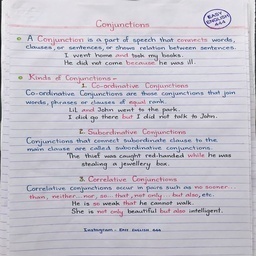 Conjunctions
EASY ENGLISH 664
A Conjunction is a part of speech that connects words,
clauses, or sentences, or shows relation between sentences.
I went home and took my books.
He did not come because he was ill.
Kinds of Conjunctions -
1. Co-ordinative Conjunctions
Co-ordinative Conjunctions are those conjunctions that join
words, phrases or clauses of equal rank.
Lil and John went to the park.
I did go there but I did not talk to John.
2. Subordinative Conjunctions
Conjunctions that connect subordinate clause to the
main clause are called subordinative conjunctions.
The thief was caught red-handed while he was
stealing a jewellery box.
3. Correlative Conjunctions
Correlative conjunctions occur in pairs such as no sooner...
than, neither... nor, so... that, not only ... but also, etc.
He is so weak that he cannot walk.
She is not only beautiful but also intelligent.
Instagram - EASY ENGLISH 664